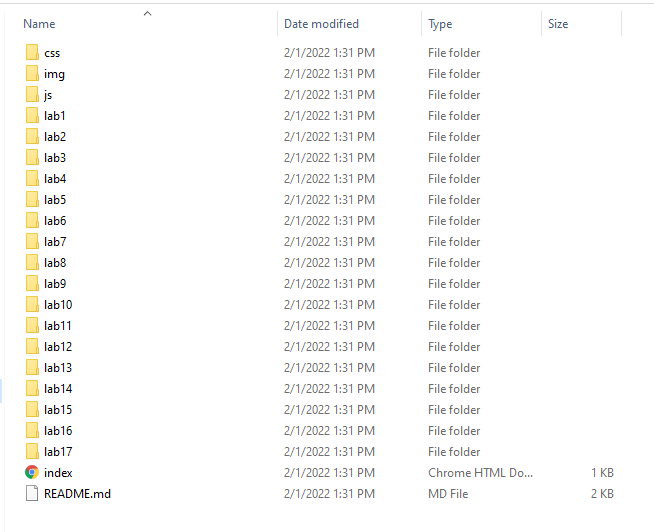 Name Date modified Type Size
css 2/1/2022 1:31 PM File folder
img 2/1/2022 1:31 PM File folder
js 2/1/2022 1:31 PM File folder
lab1 2/1/2022 1:31 PM File folder
lab2 2/1/2022 1:31 PM File folder
lab3 2/1/2022 1:31 PM File folder
lab4 2/1/2022 1:31 PM File folder
lab5 2/1/2022 1:31 PM File folder
lab6 2/1/2022 1:31 PM File folder
lab7 2/1/2022 1:31 PM File folder
lab8 2/1/2022 1:31 PM File folder
lab9 2/1/2022 1:31 PM File folder
lab10 2/1/2022 1:31 PM File folder
lab11 2/1/2022 1:31 PM File folder
lab12 2/1/2022 1:31 PM File folder
lab13 2/1/2022 1:31 PM File folder
lab14 2/1/2022 1:31 PM File folder
lab15 2/1/2022 1:31 PM File folder
lab16 2/1/2022 1:31 PM File folder
lab17 2/1/2022 1:31 PM File folder
index 2/1/2022 1:31 PM Chrome HTML Do... 1 KB
README.md 2/1/2022 1:31 PM MD File 2 KB